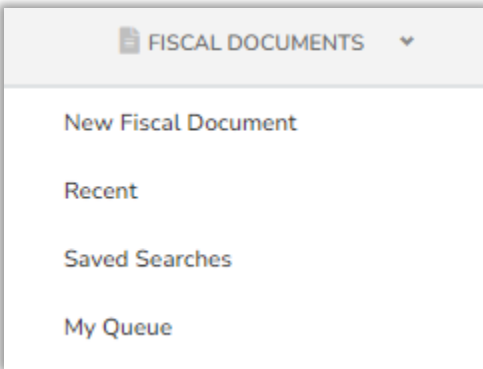 FISCAL DOCUMENTS
New Fiscal Document
Recent
Saved Searches
My Queue